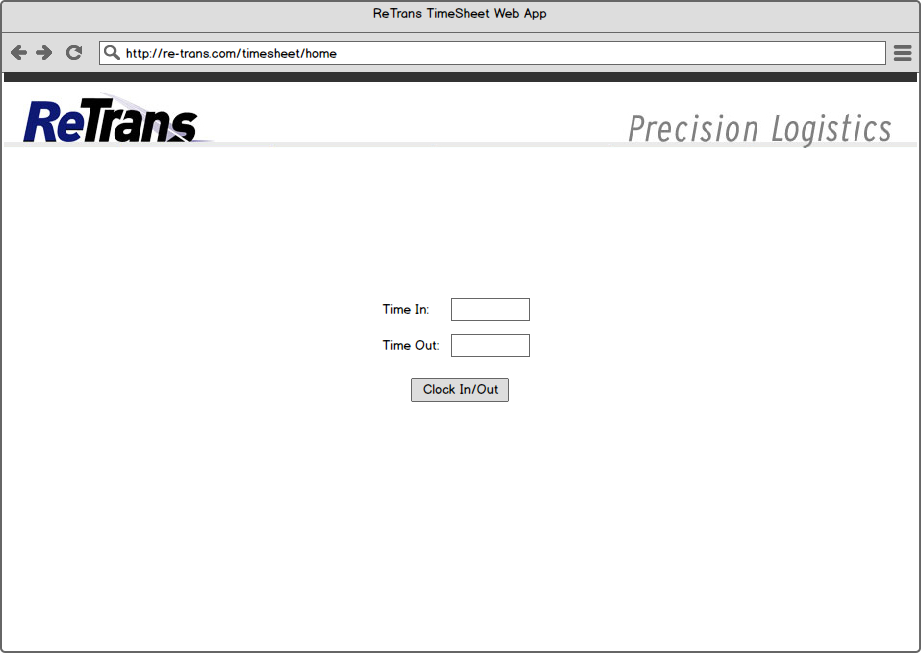 ReTrans TimeSheet Web App
http://re-trans.com/timesheet/home
ReTrans
Precision Logistics
Time In:
Time Out:
Clock In/Out